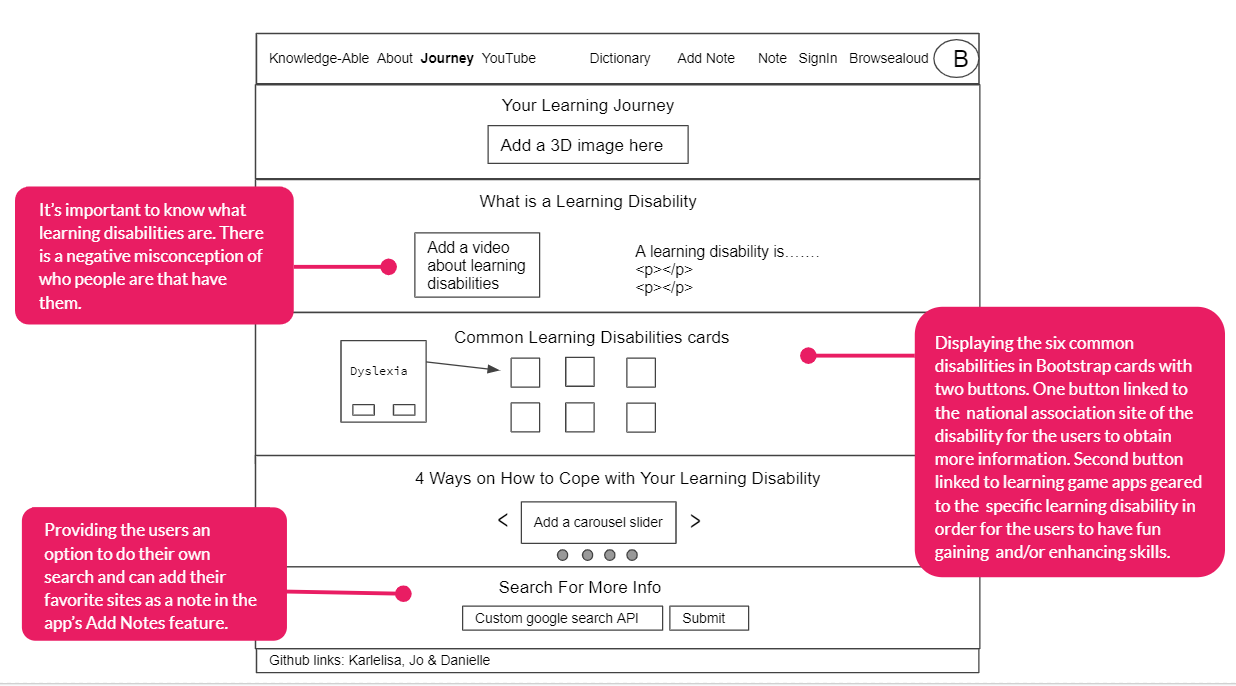 Knowledge-Able About Journey YouTube Dictionary Add Note Note SignIn Browsealoud B
Your Learning Journey
Add a 3D image here
What is a Learning Disability
It's important to know what
learning disabilities are. There
is a negative misconception of
who people are that have
them.
Add a video
about learning
disabilities
A learning disability is.......
<p></p>
<p></p>
Common Learning Disabilities cards
Dyslexia
Displaying the six common
disabilities in Bootstrap cards with
two buttons. One button linked to
the national association site of the
disability for the users to obtain
more information. Second button
linked to learning game apps geared
to the specific learning disability in
order for the users to have fun
gaining and/or enhancing skills.
4 Ways on How to Cope with Your Learning Disability
< Add a carousel slider >
Providing the users an
option to do their own
search and can add their
favorite sites as a note in the
app's Add Notes feature.
Search For More Info
Custom google search API Submit
Github links: Karlelisa, Jo & Danielle